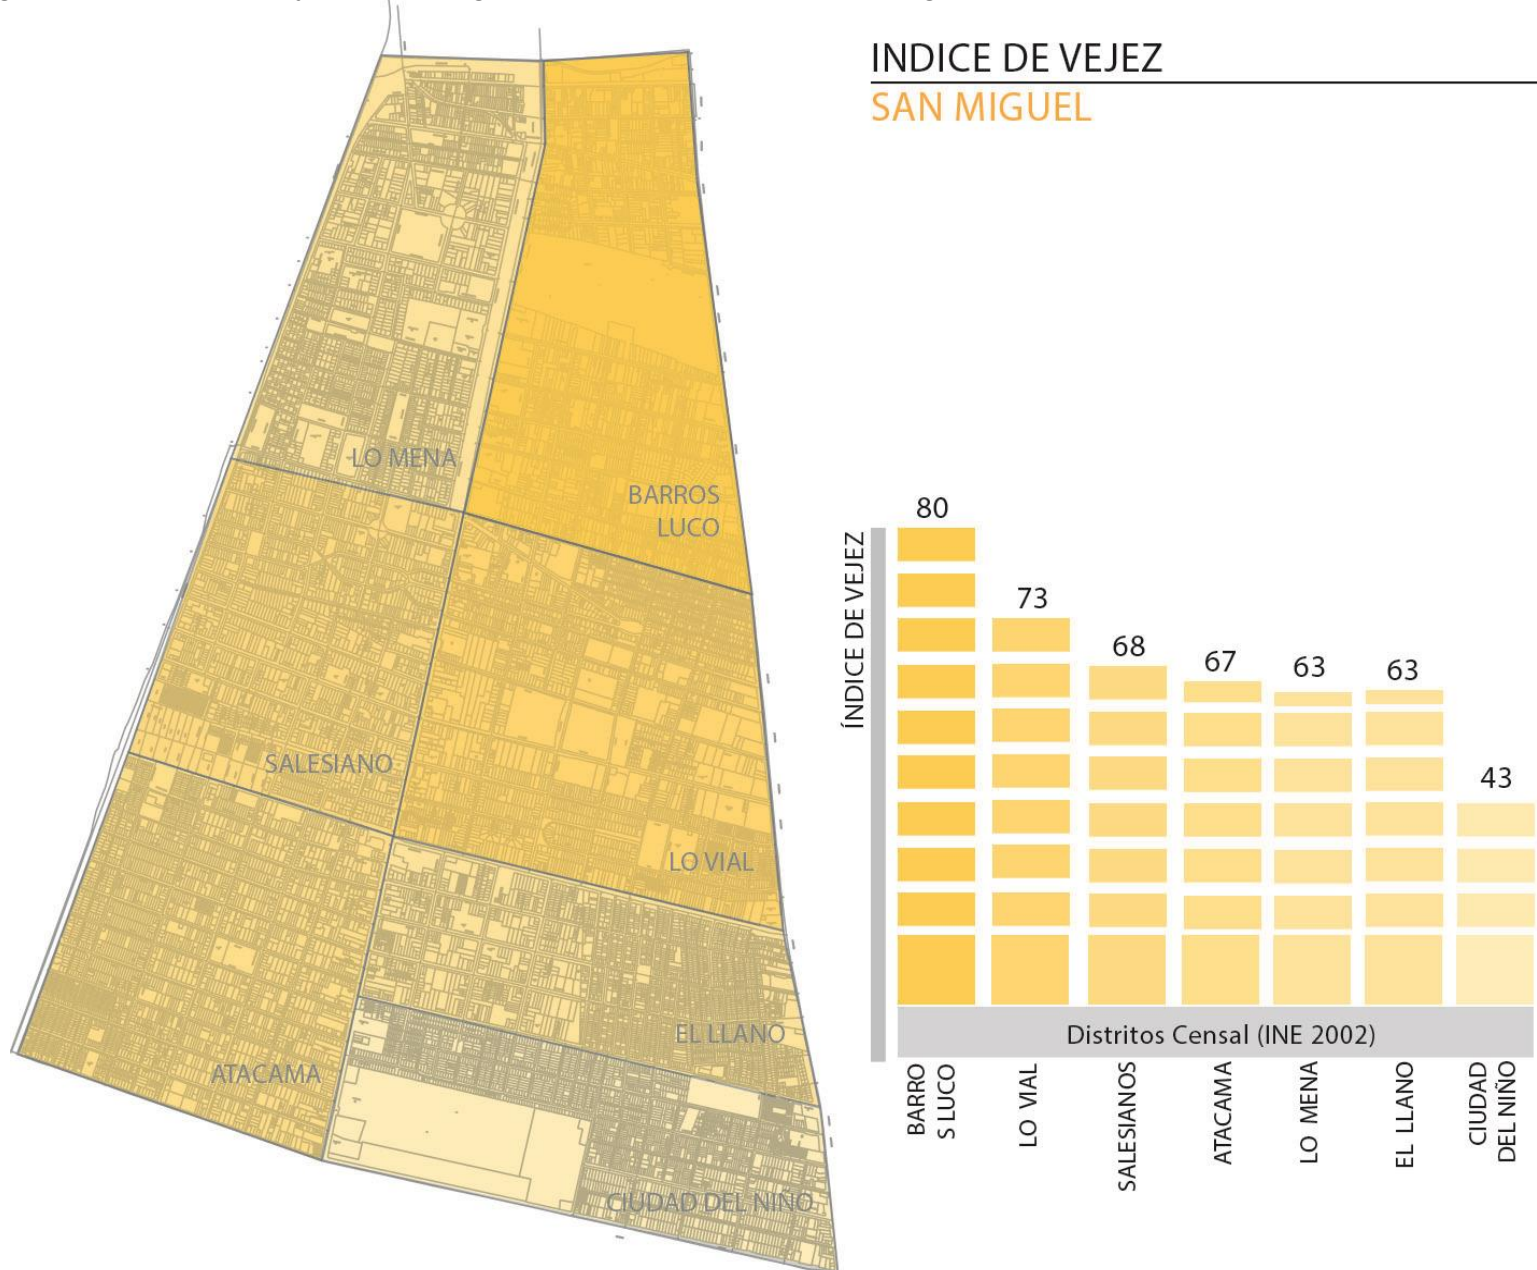 INDICE DE VEJEZ
SAN MIGUEL
LO MENA
BARROS
LUCO
SALESIANO
LO VIAL
EL LLANO
ATACAMA
CIUDAD DEL NIÑO
ÍNDICE DE VEJEZ
80
73
68
67
63
63
43
Distritos Censal (INE 2002)
BARRO
S LUCO
LO VIAL
SALESIANOS
ATACAMA
LO MENA
EL LLANO
CIUDAD
DEL NIÑO